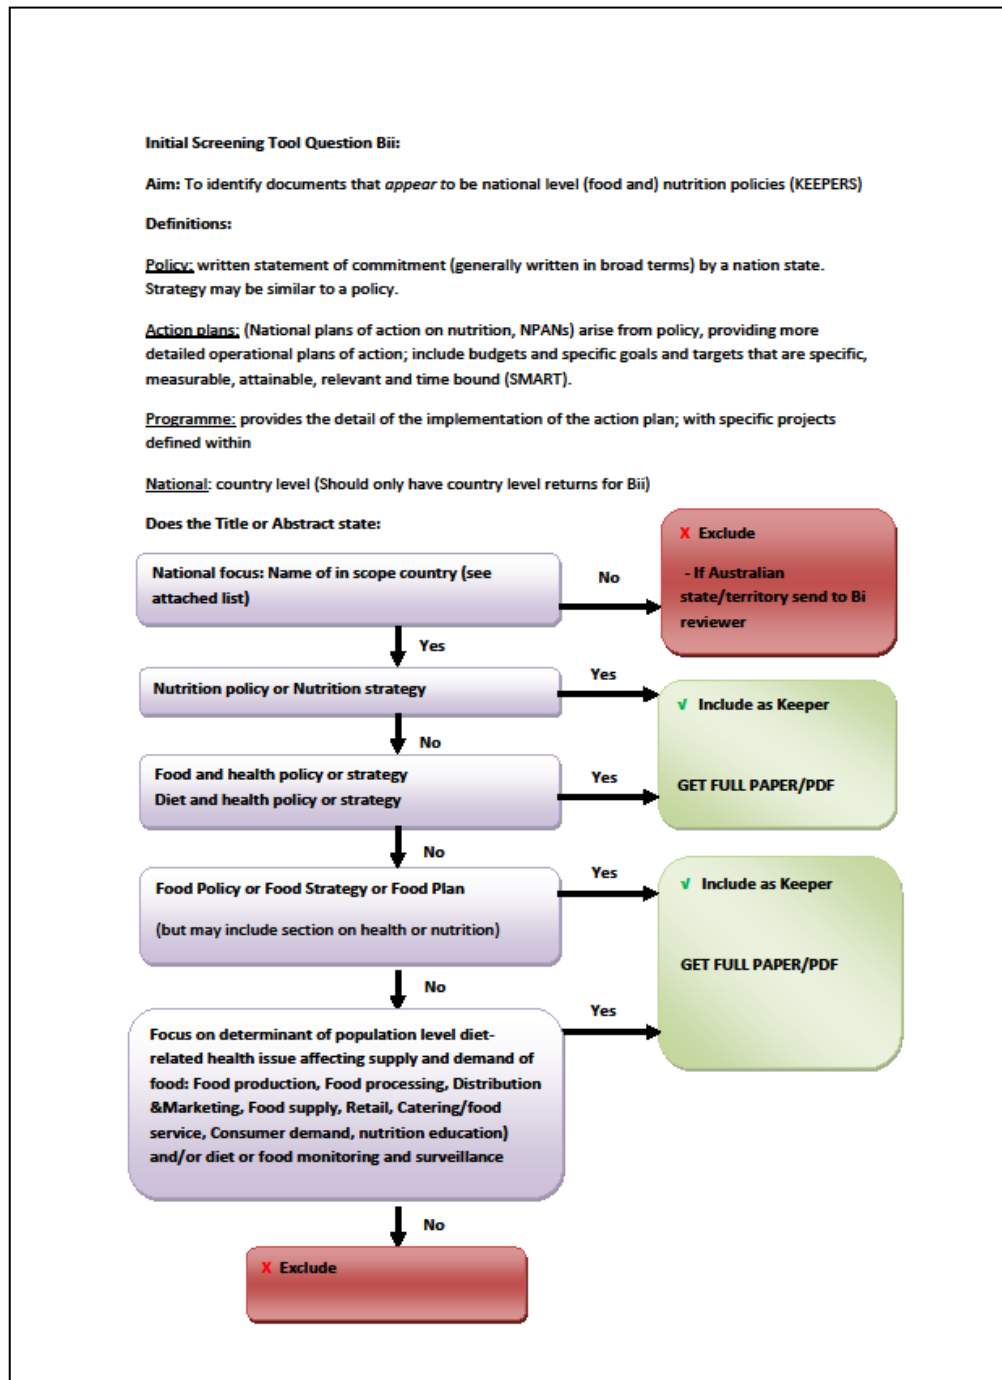 Initial Screening Tool Question Bii:
Aim: To identify documents that appear to be national level (food and) nutrition policies (KEEPERS)
Definitions:
Policy: written statement of commitment (generally written in broad terms) by a nation state.
Strategy may be similar to a policy.
Action plans: (National plans of action on nutrition, NPANs) arise from policy, providing more
detailed operational plans of action; include budgets and specific goals and targets that are specific,
measurable, attainable, relevant and time bound (SMART).
Programme: provides the detail of the implementation of the action plan; with specific projects
defined within
National: country level (Should only have country level returns for Bii)
Does the Title or Abstract state:
National focus: Name of in scope country (see
attached list)
No
X Exclude
- If Australian
state/territory send to Bi
reviewer
Yes
Nutrition policy or Nutrition strategy
Yes
√ Include as Keeper
GET FULL PAPER/PDF
No
Food and health policy or strategy
Diet and health policy or strategy
Yes
No
Food Policy or Food Strategy or Food Plan
(but may include section on health or nutrition)
Yes
√ Include as Keeper
GET FULL PAPER/PDF
No
Focus on determinant of population level diet-
related health issue affecting supply and demand of
food: Food production, Food processing, Distribution
&Marketing, Food supply, Retail, Catering/food
service, Consumer demand, nutrition education)
and/or diet or food monitoring and surveillance
Yes
No
X Exclude